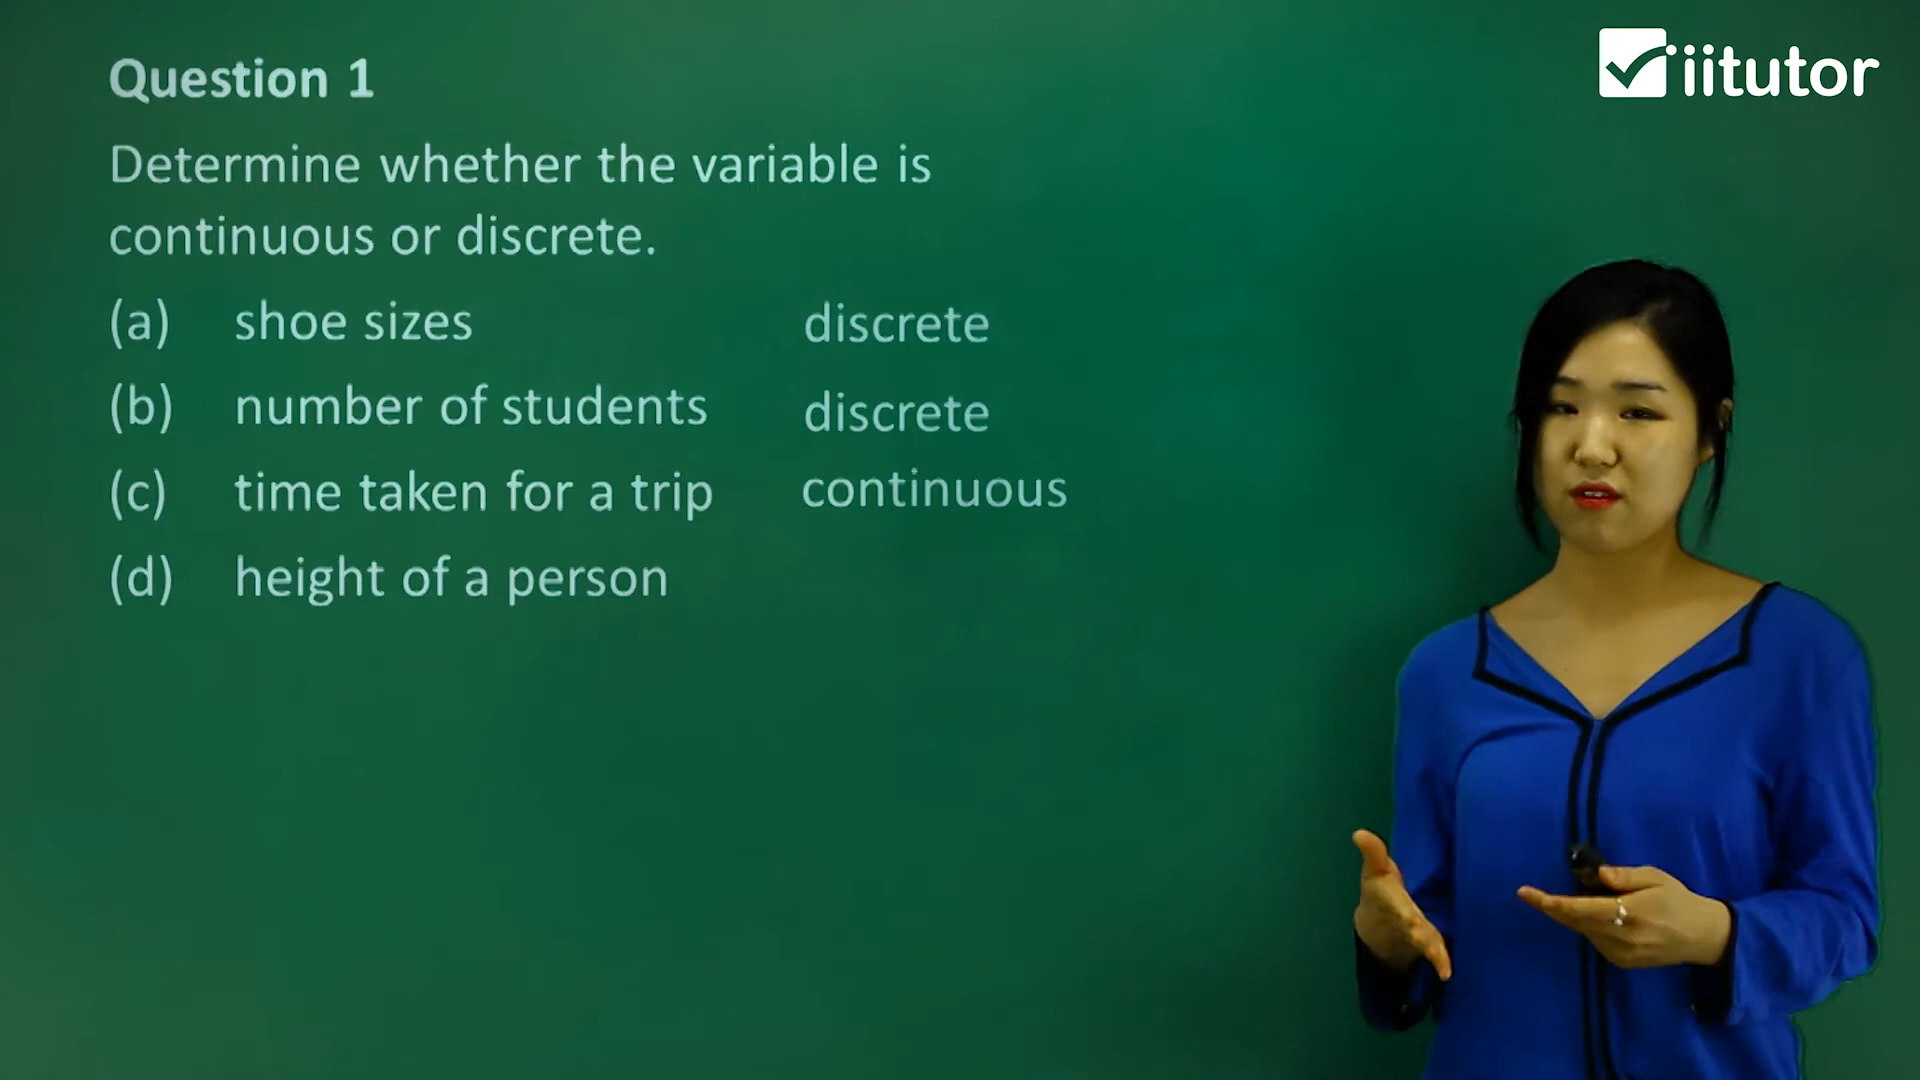 iitutor
Question 1
Determine whether the variable is
continuous or discrete.
(a) shoe sizes discrete
(b) number of students discrete
(c) time taken for a trip continuous
(d) height of a person